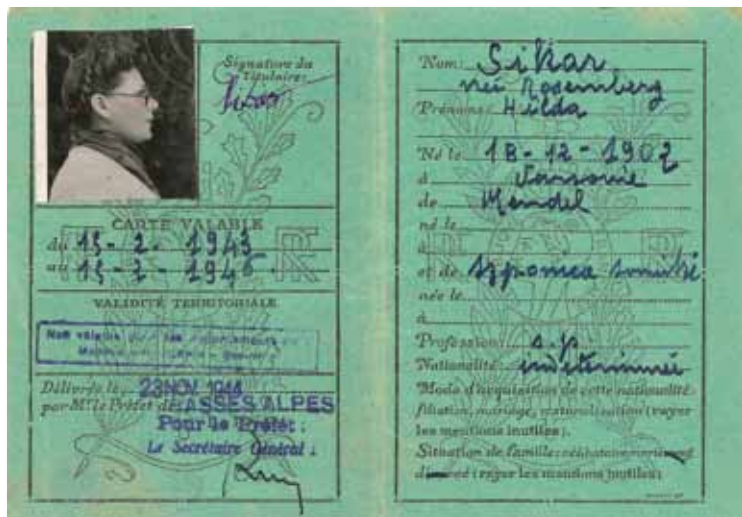 Signature du
Titulaire:
CARTE VALABLE
du 15-2-1943
au 15-2-1946
VALIDITÉ TERRITORIALE
Non valable
Délivrée le 23 NOV 1944
par Mr le Préfet des BASSES ALPES
Pour le Préfet :
Le Secrétaire Général :
Nom: Sikar
née Rosemberg
Prénoms: Hilda
Né le 18-12-1902
à Varsovie
de Mendel
né le
à
et de
née le
à
Profession: s.p
Nationalité: indéterminée
Mode d'acquisition de cette nationalité:
filiation, mariage, naturalisation (rayer
les mentions inutiles).
Situation de famille: célibataire marié veuf
divorcé (rayer les mentions inutiles)